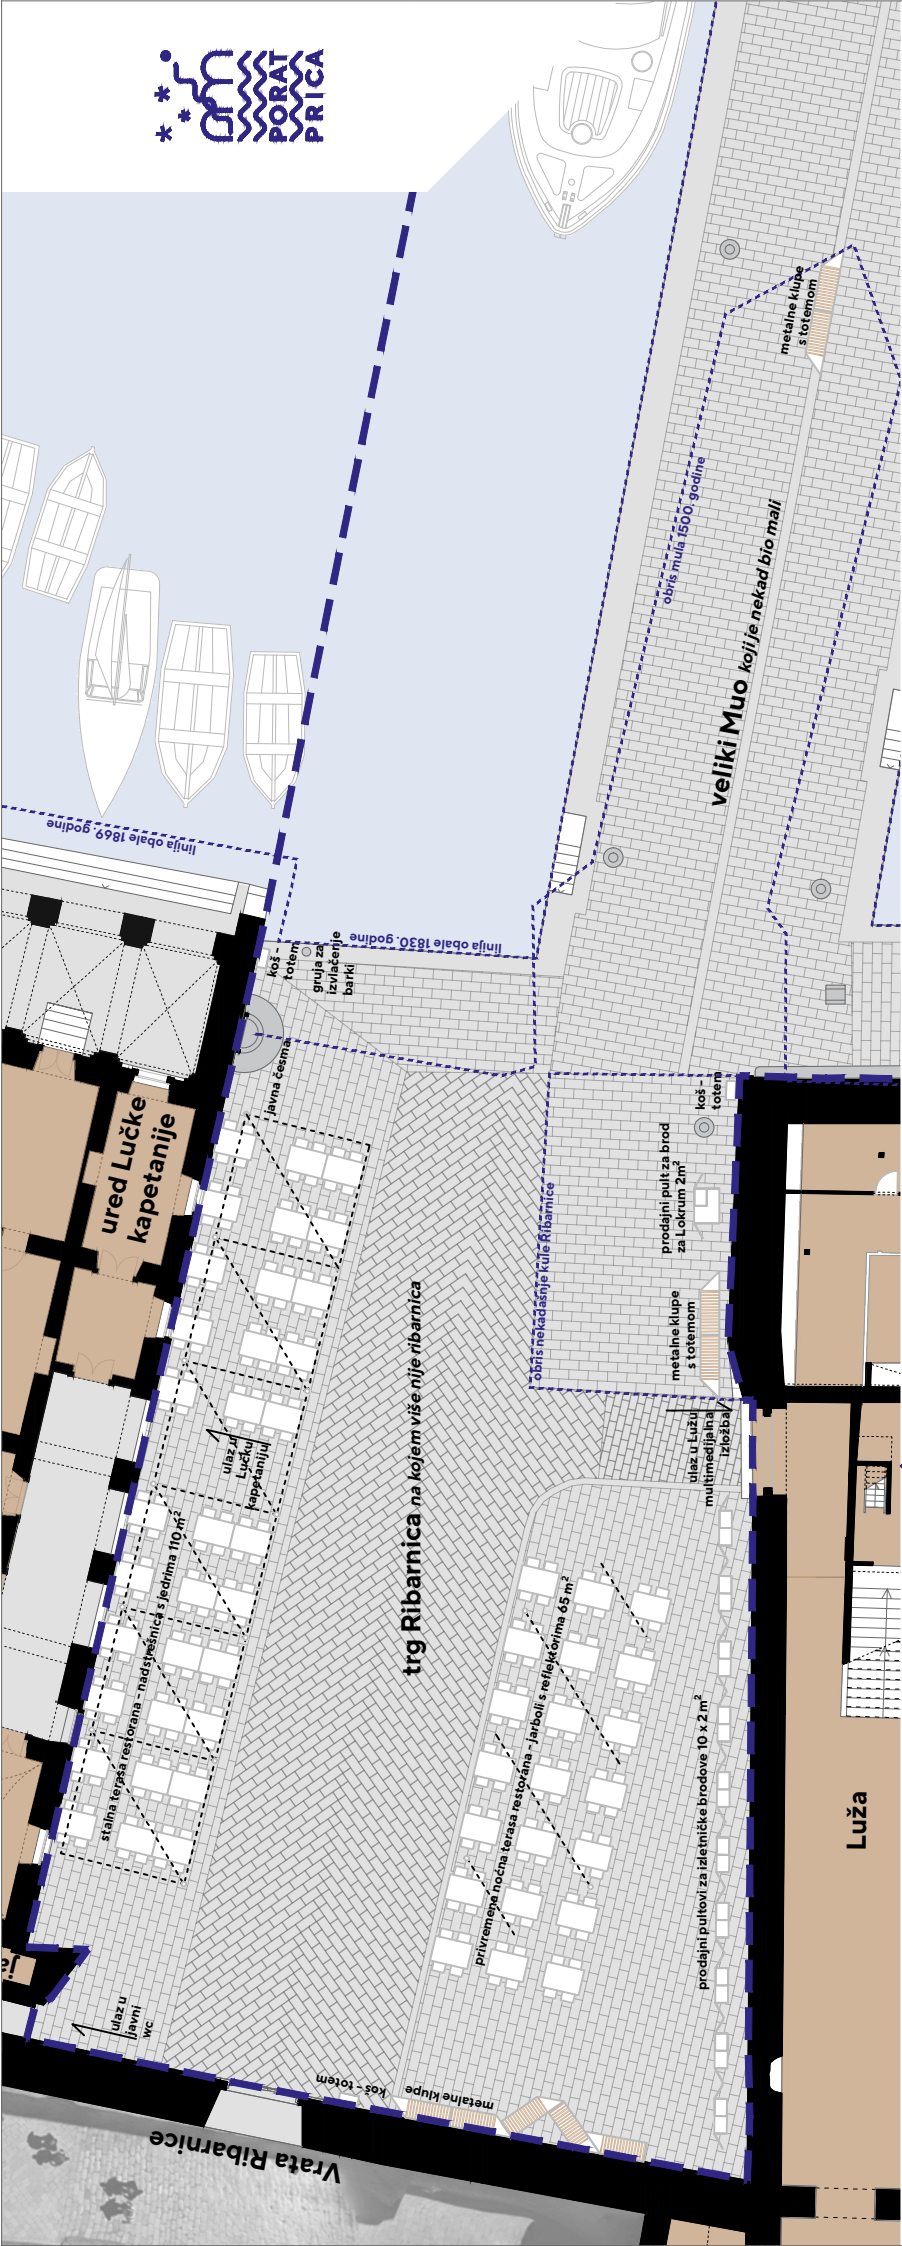 PORAT
PRICA
metalne klupe
s totemom
obris mula 1500. godine
veliki Muo koji je nekad bio mali
linija obale 1869. godine
linija obale 1830. godine
koš -
totem
gruja za
izvlačenje
barki
javna česma
ured Lučke
kapetanije
koš -
totem
prodajni pult za brod
za Lokrum 2m²
obris nekadašnje kule Ribarnice
metalne klupe
s totemom
trg Ribarnica na kojem više nije ribarnica
ulaz u
Lučku
kapetaniju
ulaz u Lužu
multimedijalna
izložba
stalna terasa restorana - nadstrešnica s jedrima 110 m²
privremena noćna terasa restorana - jarboli s reflektorima 65 m²
prodajni pultovi za izletničke brodove 10 x 2 m²
Luža
ja
ulaz u
javni
wc
koš - totem
metalne klupe
Vrata Ribarnice